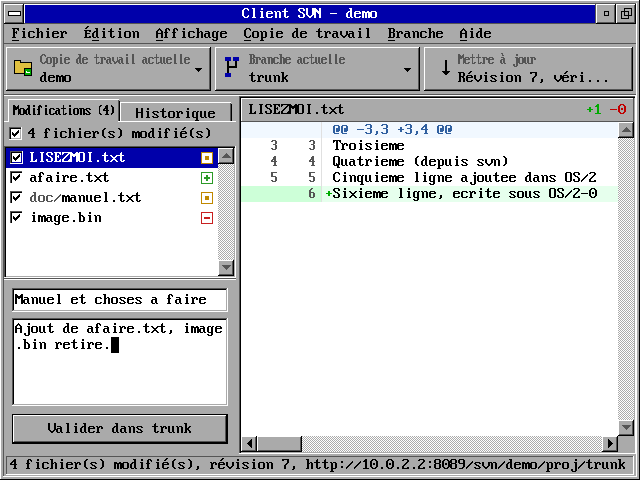 Client SVN - demo
Fichier Édition Affichage Copie de travail Branche Aide
Copie de travail actuelle
demo
Branche actuelle
trunk
Mettre à jour
Révision 7, véri...
Modifications (4)
Historique
4 fichier(s) modifié(s)
LISEZMOI.txt
afaire.txt
doc/manuel.txt
image.bin
Manuel et choses a faire
Ajout de afaire.txt, image
.bin retire.
Valider dans trunk
LISEZMOI.txt +1 -0
@@ -3,3 +3,4 @@
3 3 Troisieme
4 4 Quatrieme (depuis svn)
5 5 Cinquieme ligne ajoutee dans OS/2
6 +Sixieme ligne, ecrite sous OS/2-0
4 fichier(s) modifié(s), révision 7, http://10.0.2.2:8089/svn/demo/proj/trunk